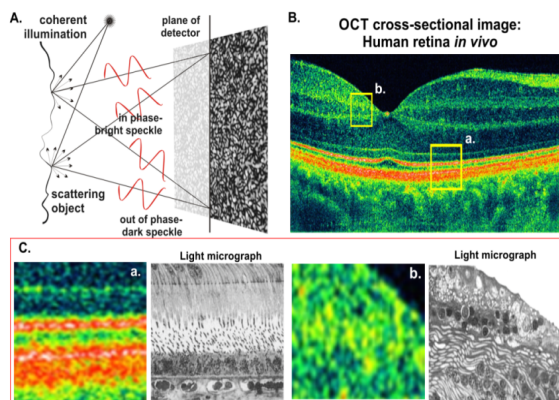 A.
coherent
illumination
plane of
detector
in phase-
bright speckle
scattering
object
out of phase-
dark speckle
B.
OCT cross-sectional image:
Human retina in vivo
b.
a.
C.
a.
Light micrograph
b.
Light micrograph